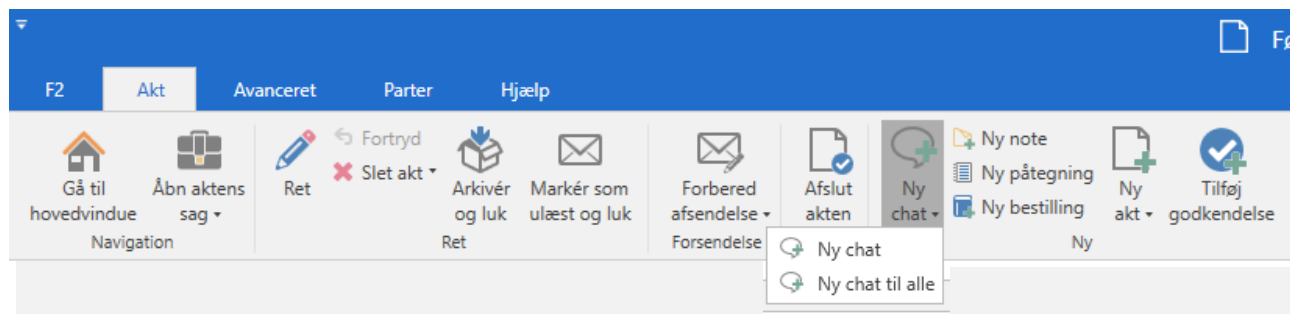 Fø
F2 Akt Avanceret Parter Hjælp
Gå til
hovedvindue
Åbn aktens
sag
Navigation
Ret
Fortryd
Slet akt
Arkivér
og luk
Markér som
ulæst og luk
Ret
Forbered
afsendelse
Forsendelse
Afslut
akten
Ny
chat
Ny note
Ny påtegning
Ny bestilling
Ny
akt
Tilføj
godkendelse
Ny
Ny chat
Ny chat til alle